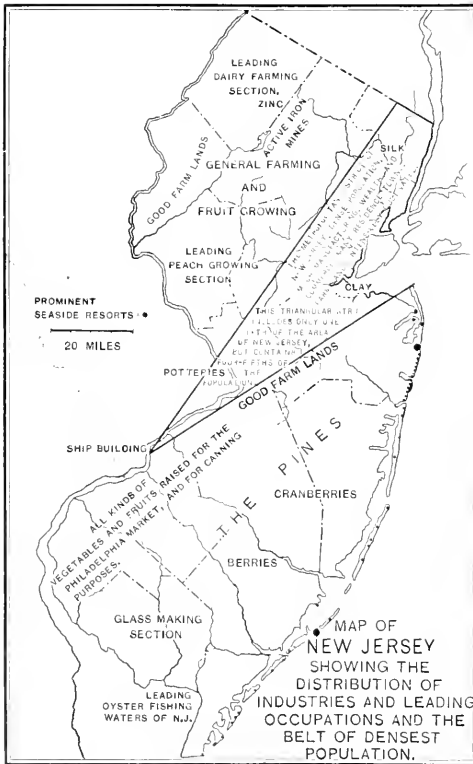 LEADING
DAIRY FARMING
SECTION.
ZINC
ACTIVE IRON
MINES
GOOD FARM LANDS
SILK
GENERAL FARMING
AND
FRUIT GROWING
LEADING
PEACH GROWING
SECTION
CLAY
PROMINENT
SEASIDE RESORTS
20 MILES
THIS TRIANGULAR
INCLUDES ONLY ONE
OF THE AREA
OF NEW JERSEY,
BUT CONTAINS
FOUR-FIFTHS OF
THE
POPULATION
POTTERIES
GOOD FARM LANDS
SHIP BUILDING
ALL KINDS OF
VEGETABLES AND FRUITS RAISED FOR THE
PHILADELPHIA MARKET, AND FOR CANNING
PURPOSES.
THE PINES
CRANBERRIES
BERRIES
GLASS MAKING
SECTION
LEADING
OYSTER FISHING
WATERS OF N.J.
MAP OF
NEW JERSEY
SHOWING THE
DISTRIBUTION OF
INDUSTRIES AND LEADING
OCCUPATIONS AND THE
BELT OF DENSEST
POPULATION.